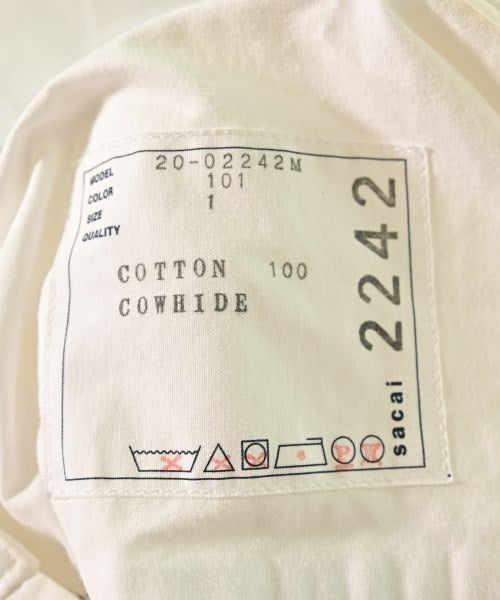 MODEL 20-02242M
COLOR 101
SIZE 1
QUALITY
COTTON 100
COWHIDE
sacai 2242
P